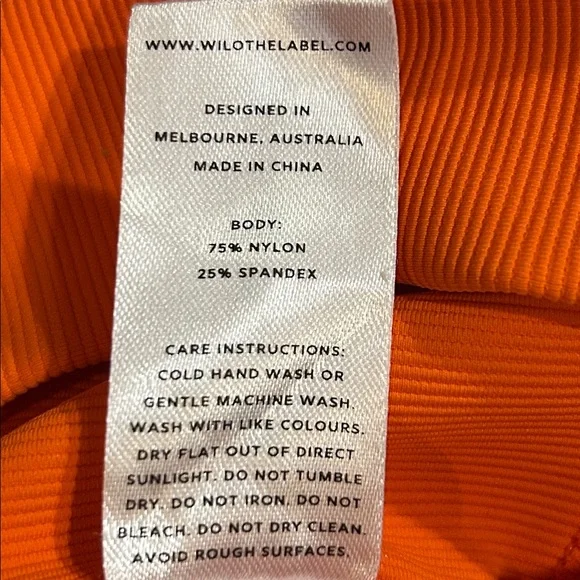 WWW.WILOTHELABEL.COM
DESIGNED IN
MELBOURNE, AUSTRALIA
MADE IN CHINA
BODY:
75% NYLON
25% SPANDEX
CARE INSTRUCTIONS:
COLD HAND WASH OR
GENTLE MACHINE WASH.
WASH WITH LIKE COLOURS.
DRY FLAT OUT OF DIRECT
SUNLIGHT. DO NOT TUMBLE
DRY. DO NOT IRON. DO NOT
BLEACH. DO NOT DRY CLEAN.
AVOID ROUGH SURFACES.